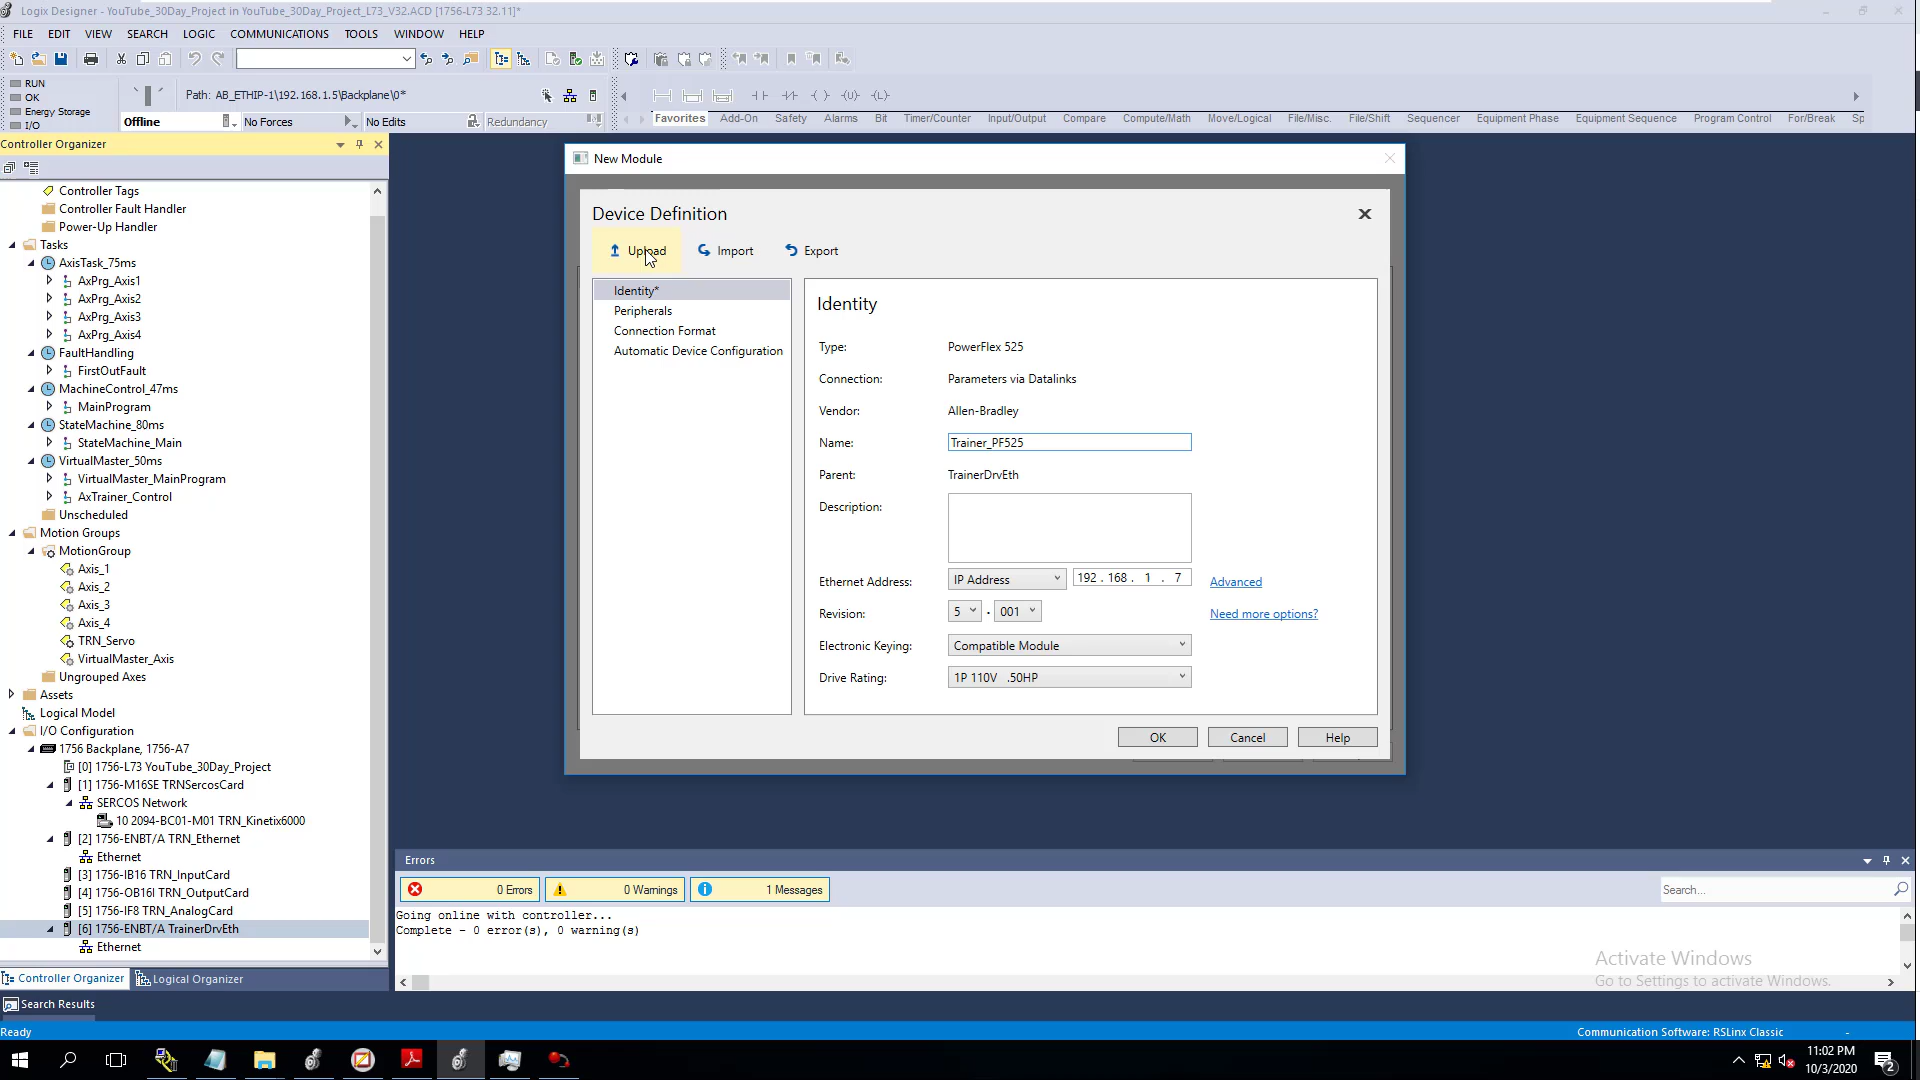 Logix Designer - YouTube_30Day_Project in YouTube_30Day_Project_L73_V32.ACD [1756-L73 32.11]*
FILE EDIT VIEW SEARCH LOGIC COMMUNICATIONS TOOLS WINDOW HELP
RUN
OK
Energy Storage
I/O
Path: AB_ETHIP-1\192.168.1.5\Backplane\0*
Offline No Forces No Edits Redundancy
Favorites Add-On Safety Alarms Bit Timer/Counter Input/Output Compare Compute/Math Move/Logical File/Misc. File/Shift Sequencer Equipment Phase Equipment Sequence Program Control For/Break Sp
Controller Organizer
Controller Tags
Controller Fault Handler
Power-Up Handler
Tasks
AxisTask_75ms
AxPrg_Axis1
AxPrg_Axis2
AxPrg_Axis3
AxPrg_Axis4
FaultHandling
FirstOutFault
MachineControl_47ms
MainProgram
StateMachine_80ms
StateMachine_Main
VirtualMaster_50ms
VirtualMaster_MainProgram
AxTrainer_Control
Unscheduled
Motion Groups
MotionGroup
Axis_1
Axis_2
Axis_3
Axis_4
TRN_Servo
VirtualMaster_Axis
Ungrouped Axes
Assets
Logical Model
I/O Configuration
1756 Backplane, 1756-A7
[0] 1756-L73 YouTube_30Day_Project
[1] 1756-M16SE TRNSercosCard
SERCOS Network
10 2094-BC01-M01 TRN_Kinetix6000
[2] 1756-ENBT/A TRN_Ethernet
Ethernet
[3] 1756-IB16 TRN_InputCard
[4] 1756-OB16I TRN_OutputCard
[5] 1756-IF8 TRN_AnalogCard
[6] 1756-ENBT/A TrainerDrvEth
Ethernet
Controller Organizer Logical Organizer
Search Results
New Module
Device Definition
Upload Import Export
Identity*
Peripherals
Connection Format
Automatic Device Configuration
Identity
Type: PowerFlex 525
Connection: Parameters via Datalinks
Vendor: Allen-Bradley
Name: Trainer_PF525
Parent: TrainerDrvEth
Description:
Ethernet Address: IP Address 192 . 168 . 1 . 7 Advanced
Revision: 5 . 001 Need more options?
Electronic Keying: Compatible Module
Drive Rating: 1P 110V .50HP
OK Cancel Help
Errors
0 Errors 0 Warnings 1 Messages Search...
Going online with controller...
Complete - 0 error(s), 0 warning(s)
Activate Windows
Go to Settings to activate Windows.
Ready Communication Software: RSLinx Classic
11:02 PM
10/3/2020
2